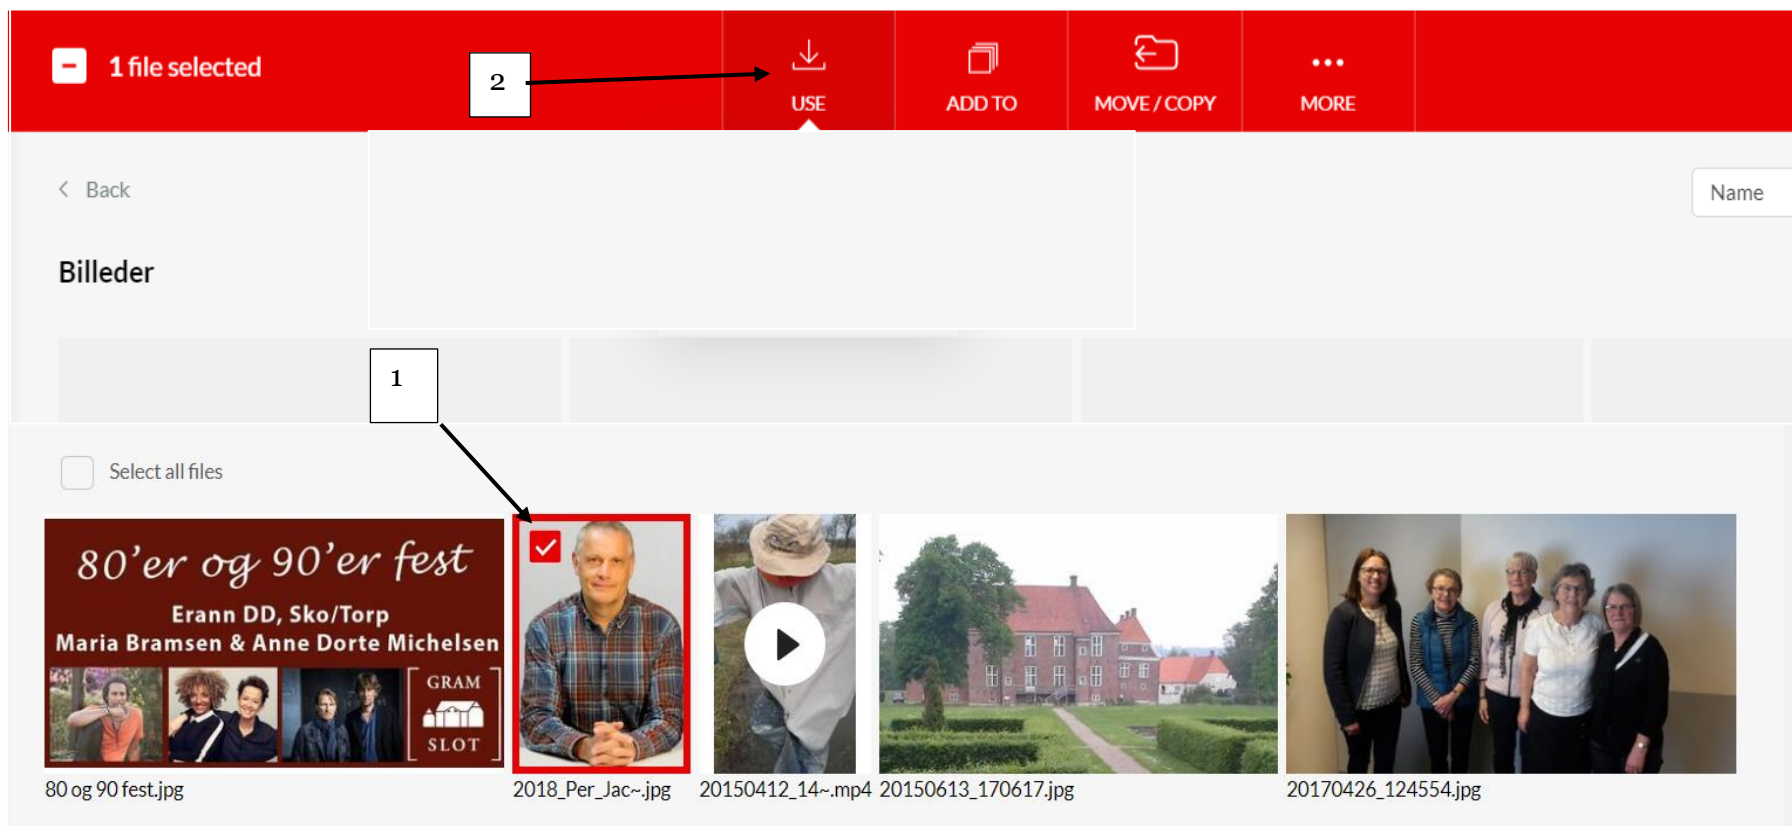 1 file selected
2
USE
ADD TO
MOVE / COPY
MORE
Back
Name
Billeder
1
Select all files
80'er og 90'er fest
Erann DD, Sko/Torp
Maria Bramsen & Anne Dorte Michelsen
GRAM
SLOT
80 og 90 fest.jpg
2018_Per_Jac~.jpg
20150412_14~.mp4
20150613_170617.jpg
20170426_124554.jpg